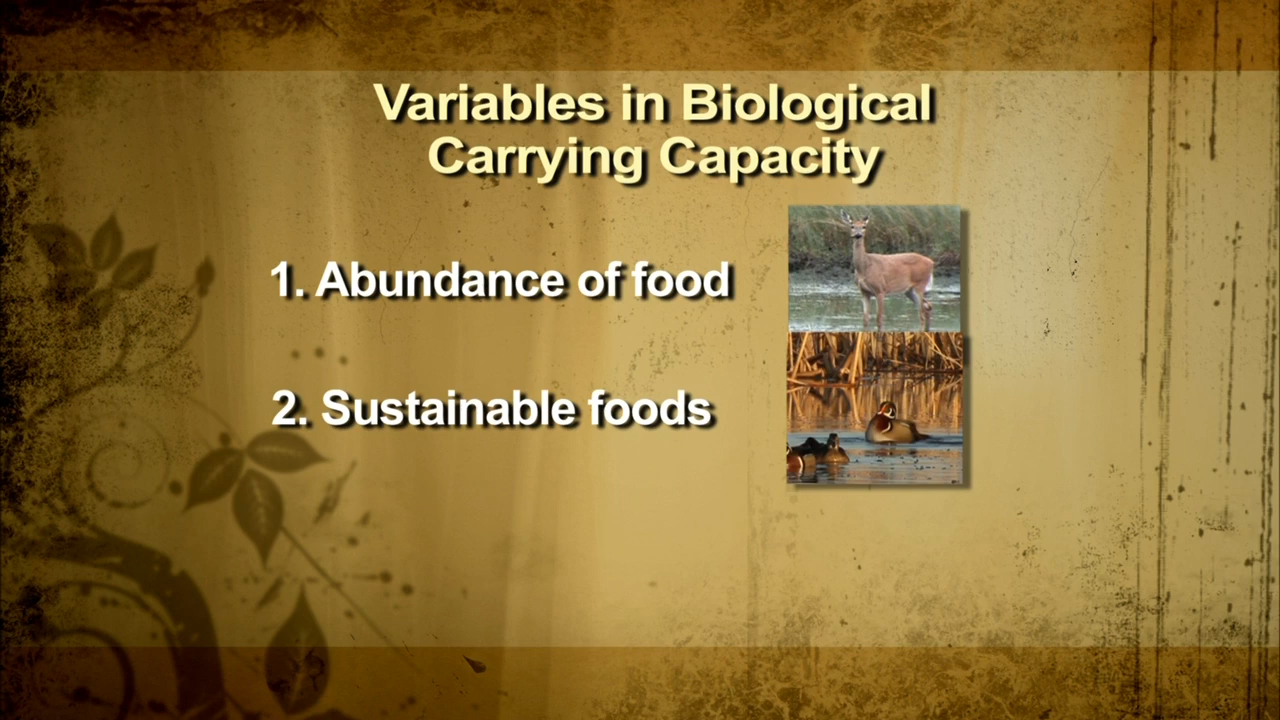 Variables in Biological
Carrying Capacity
1. Abundance of food
2. Sustainable foods